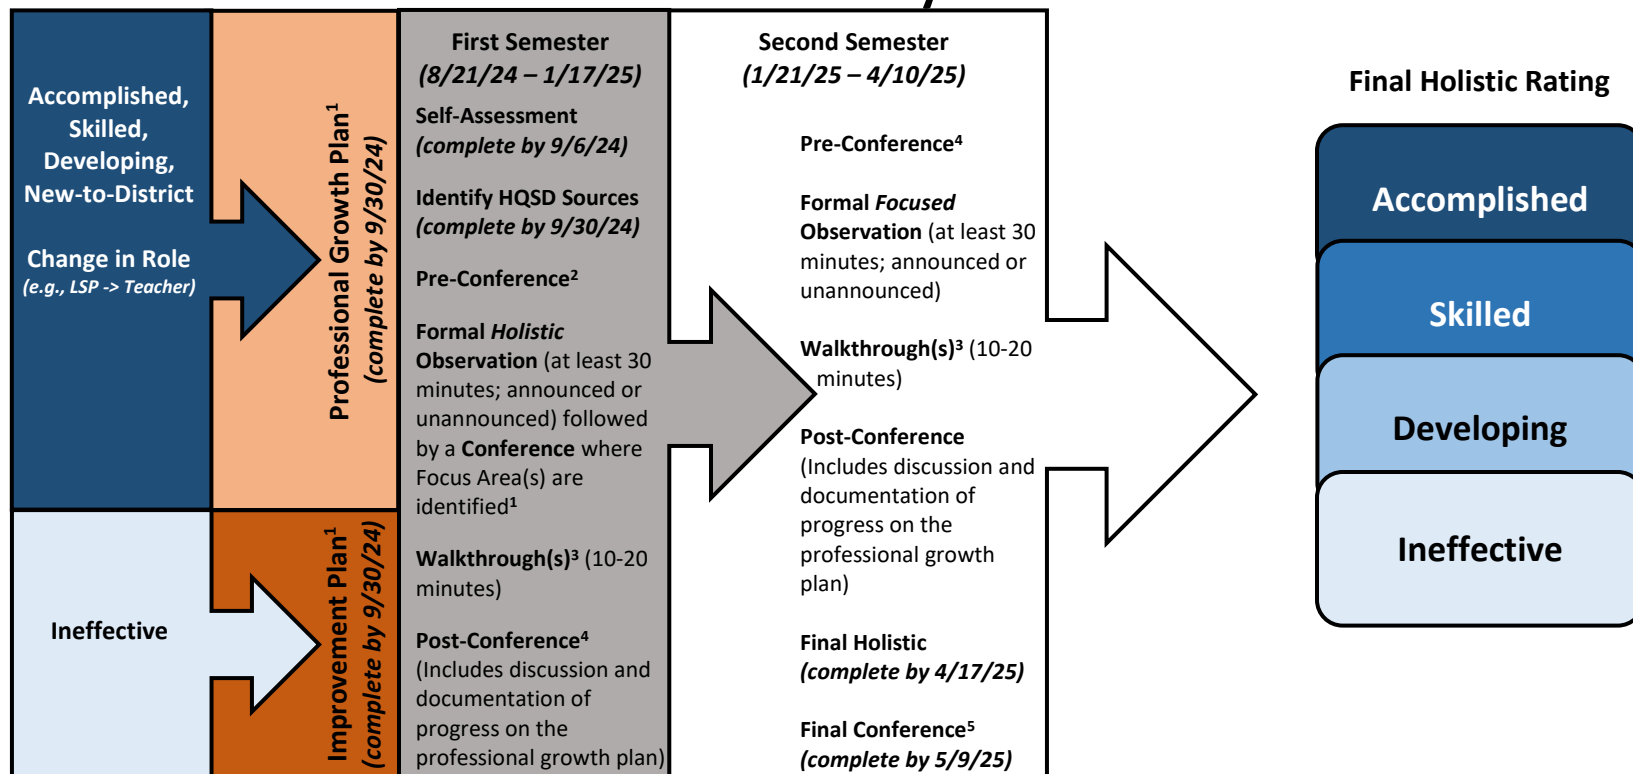 Accomplished,
Skilled,
Developing,
New-to-District
Change in Role
(e.g., LSP -> Teacher)
Ineffective
Professional Growth Plan¹
(complete by 9/30/24)
Improvement Plan¹
(complete by 9/30/24)
First Semester
(8/21/24 – 1/17/25)
Self-Assessment
(complete by 9/6/24)
Identify HQSD Sources
(complete by 9/30/24)
Pre-Conference²
Formal Holistic
Observation (at least 30
minutes; announced or
unannounced) followed
by a Conference where
Focus Area(s) are
identified¹
Walkthrough(s)³ (10-20
minutes)
Post-Conference⁴
(Includes discussion and
documentation of
progress on the
professional growth plan)
Second Semester
(1/21/25 – 4/10/25)
Pre-Conference⁴
Formal Focused
Observation (at least 30
minutes; announced or
unannounced)
Walkthrough(s)³ (10-20
minutes)
Post-Conference
(Includes discussion and
documentation of
progress on the
professional growth
plan)
Final Holistic
(complete by 4/17/25)
Final Conference⁵
(complete by 5/9/25)
Final Holistic Rating
Accomplished
Skilled
Developing
Ineffective